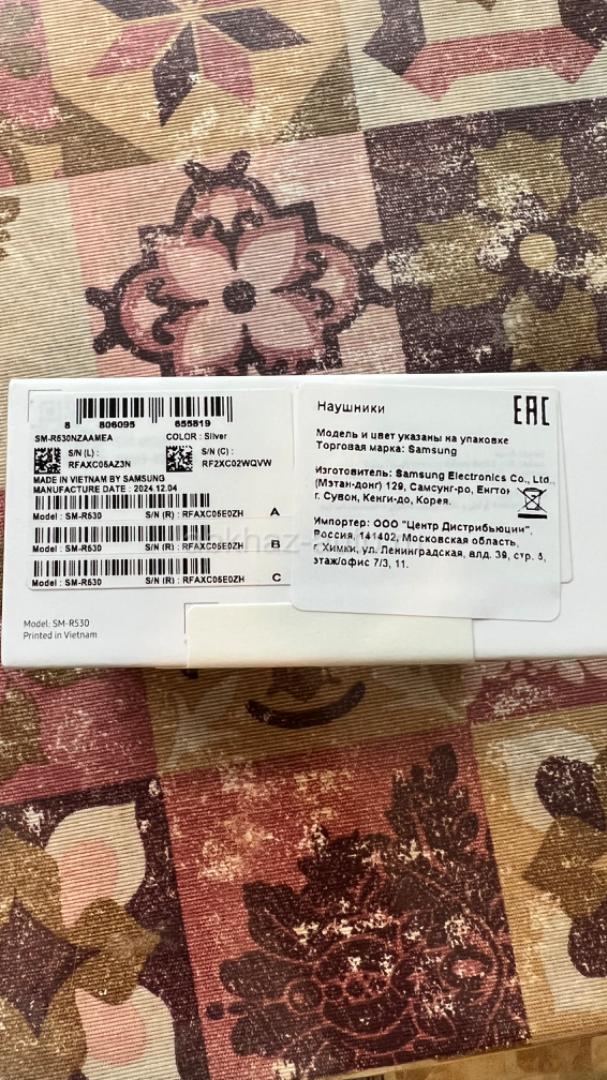 8 806095 655819
SM-R530NZAAMEA COLOR : Silver
S/N (L) : S/N (C) :
RFAXC05AZ3N RF2XC02WQVW
MADE IN VIETNAM BY SAMSUNG
MANUFACTURE DATE : 2024.12.04
Model : SM-R530 S/N (R) : RFAXC05E0ZH A
Model : SM-R530 S/N (R) : RFAXC05E0ZH B
Model : SM-R530 S/N (R) : RFAXC05E0ZH C
Model: SM-R530
Printed in Vietnam
Наушники EAC
Модель и цвет указаны на упаковке
Торговая марка: Samsung
Изготовитель: Samsung Electronics Co., Ltd.,
(Мэтан-донг) 129, Самсунг-ро,
г. Сувон, Кенги-до, Корея.
Импортер: ООО "Центр Дистрибьюции",
Россия, 141402, Московская область,
г. Химки, ул. Ленинградская, влд. 39, стр. 5,
этаж/офис 7/3, 11.